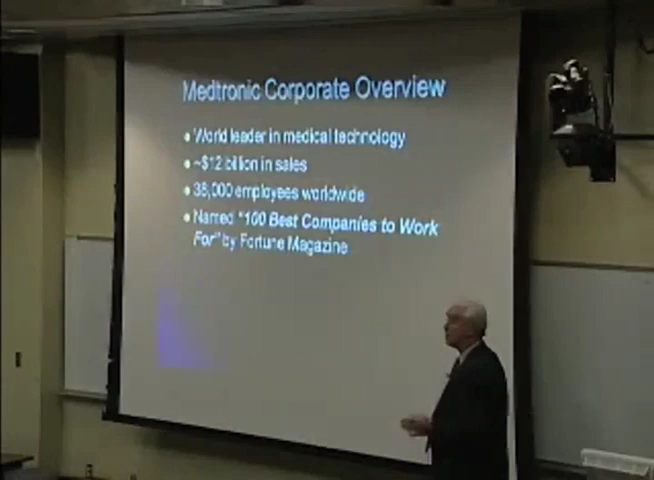 Medtronic Corporate Overview
• World leader in medical technology
• ~$12 billion in sales
• 38,000 employees worldwide
• Named "100 Best Companies to Work
For" by Fortune Magazine